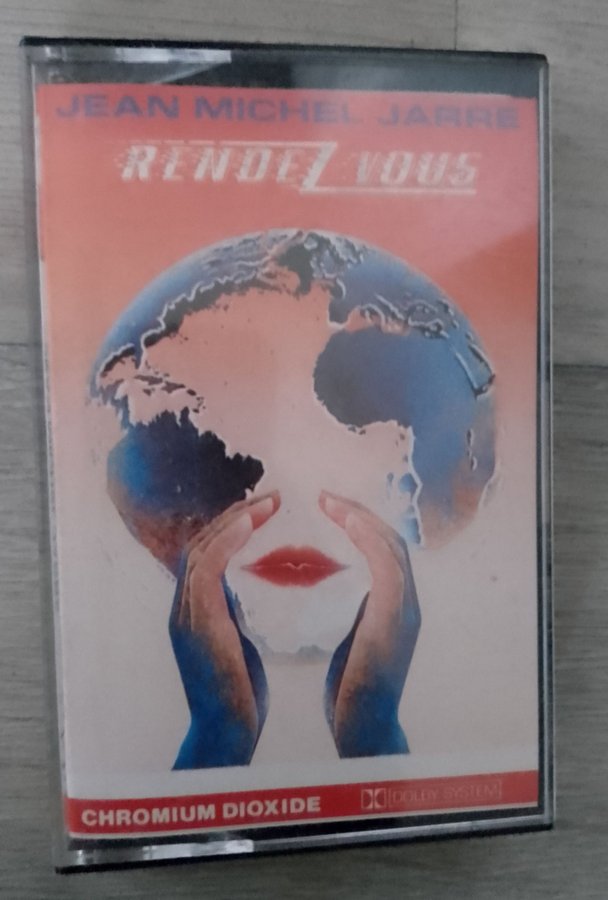 JEAN MICHEL JARRE
RENDEZ VOUS
CHROMIUM DIOXIDE
DOLBY SYSTEM